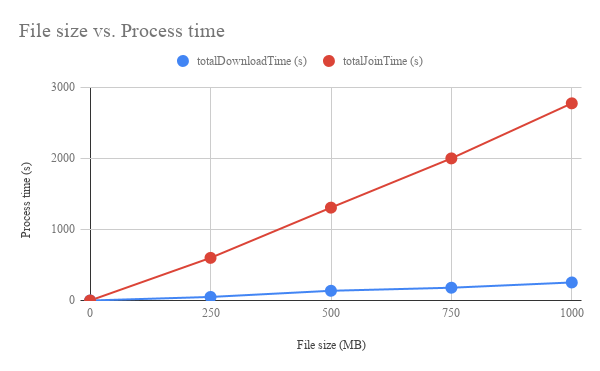 File size vs. Process time
totalDownloadTime (s) totalJoinTime (s)
3000
2000
1000
0
Process time (s)
0 250 500 750 1000
File size (MB)